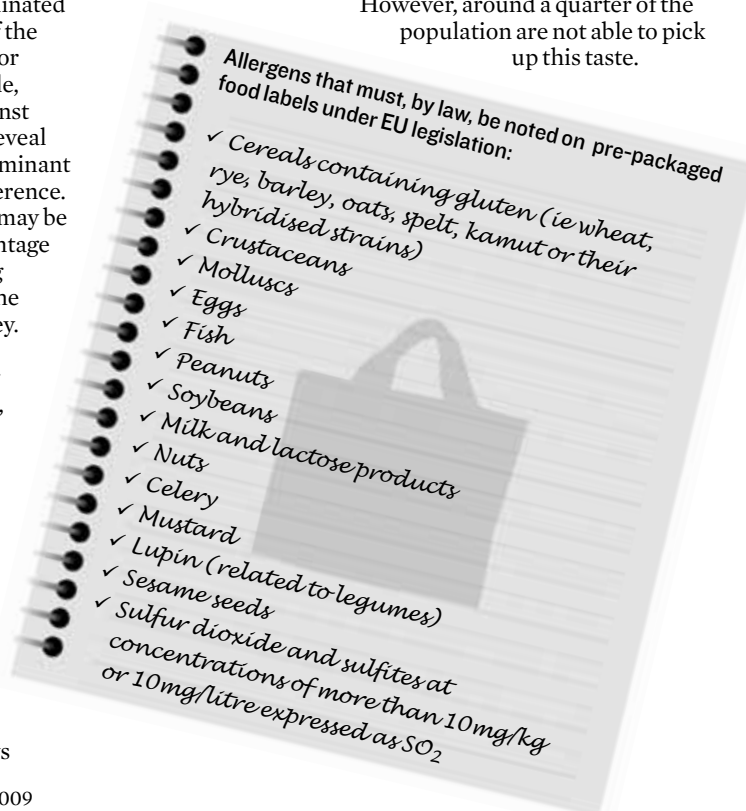 inated
f the
or
le,
nst
eveal
minant
erence.
may be
ntage
g
ne
ey.
,
s
009
However, around a quarter of the
population are not able to pick
up this taste.
Allergens that must, by law, be noted on pre-packaged
food labels under EU legislation:
✓ Cereals containing gluten (ie wheat,
rye, barley, oats, spelt, kamut or their
hybridised strains)
✓ Crustaceans
✓ Molluscs
✓ Eggs
✓ Fish
✓ Peanuts
✓ Soybeans
✓ Milk and lactose products
✓ Nuts
✓ Celery
✓ Mustard
✓ Lupin (related to legumes)
✓ Sesame seeds
✓ Sulfur dioxide and sulfites at
concentrations of more than 10mg/kg
or 10mg/litre expressed as SO₂